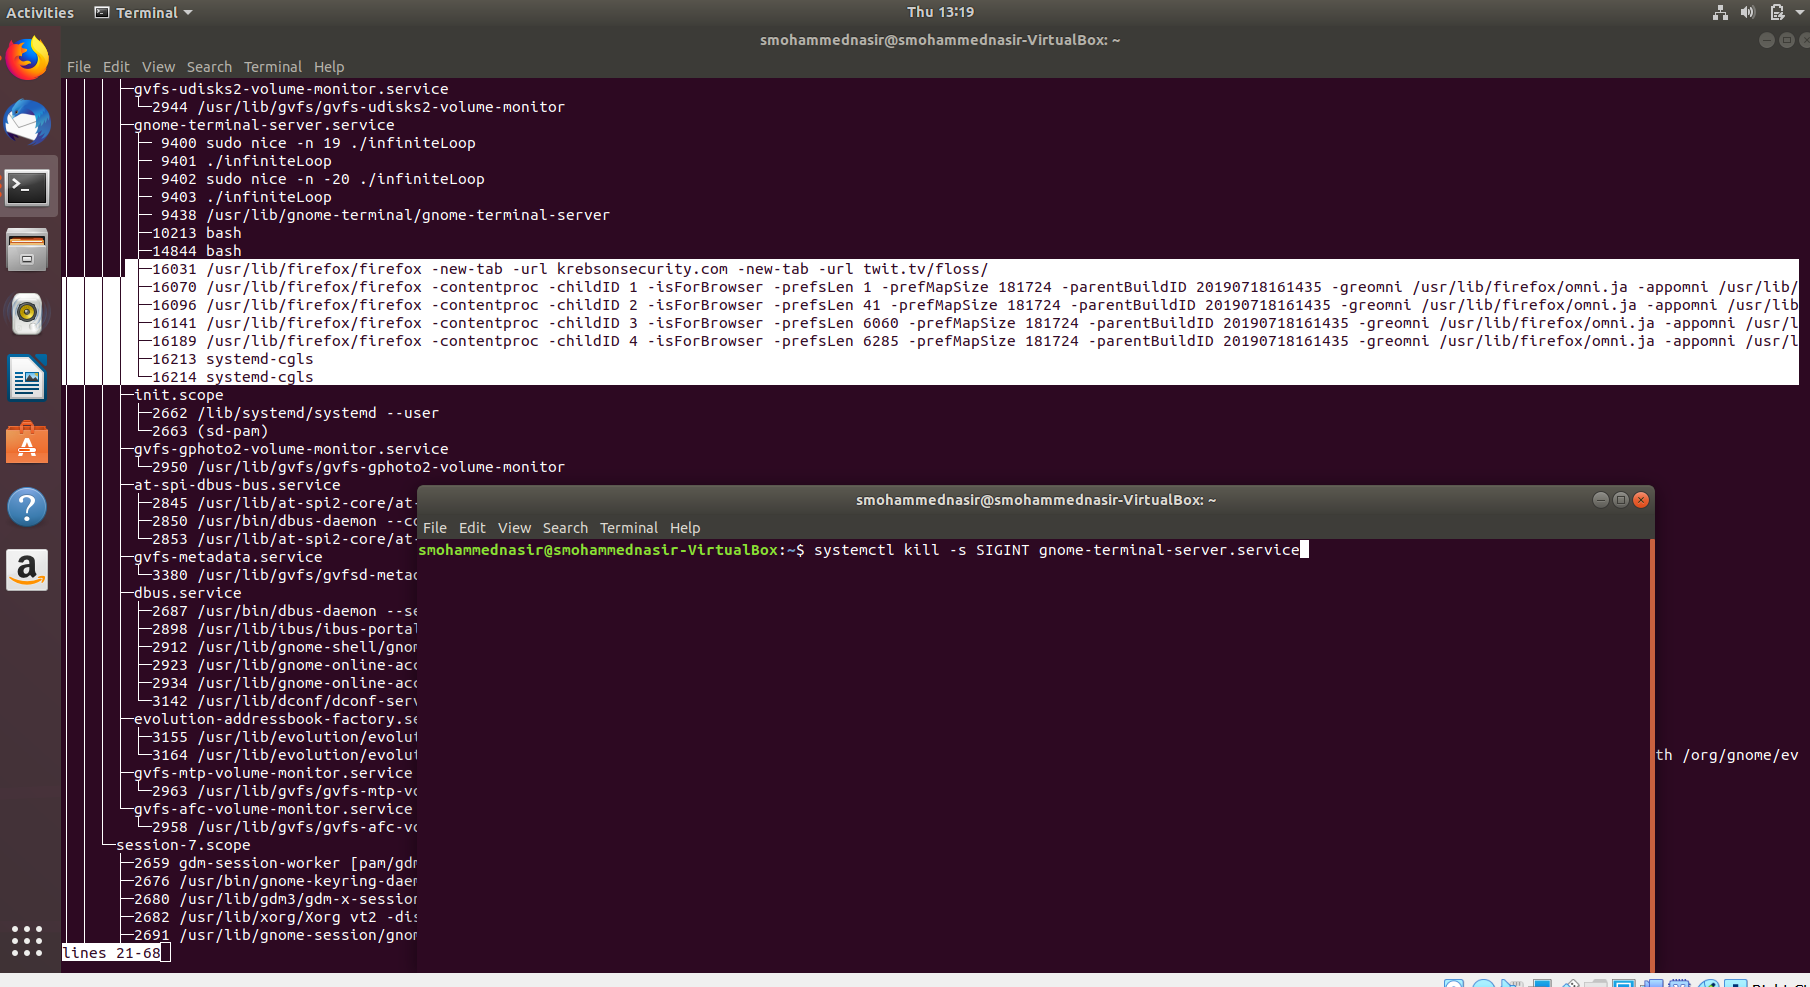 Activities Terminal Thu 13:19
smohammednasir@smohammednasir-VirtualBox: ~
File Edit View Search Terminal Help
gvfs-udisks2-volume-monitor.service
2944 /usr/lib/gvfs/gvfs-udisks2-volume-monitor
gnome-terminal-server.service
9400 sudo nice -n 19 ./infiniteLoop
9401 ./infiniteLoop
9402 sudo nice -n -20 ./infiniteLoop
9403 ./infiniteLoop
9438 /usr/lib/gnome-terminal/gnome-terminal-server
10213 bash
14844 bash
16031 /usr/lib/firefox/firefox -new-tab -url krebsonsecurity.com -new-tab -url twit.tv/floss/
16070 /usr/lib/firefox/firefox -contentproc -childID 1 -isForBrowser -prefsLen 1 -prefMapSize 181724 -parentBuildID 20190718161435 -greomni /usr/lib/firefox/omni.ja -appomni /usr/lib/
16096 /usr/lib/firefox/firefox -contentproc -childID 2 -isForBrowser -prefsLen 41 -prefMapSize 181724 -parentBuildID 20190718161435 -greomni /usr/lib/firefox/omni.ja -appomni /usr/lib
16141 /usr/lib/firefox/firefox -contentproc -childID 3 -isForBrowser -prefsLen 6060 -prefMapSize 181724 -parentBuildID 20190718161435 -greomni /usr/lib/firefox/omni.ja -appomni /usr/l
16189 /usr/lib/firefox/firefox -contentproc -childID 4 -isForBrowser -prefsLen 6285 -prefMapSize 181724 -parentBuildID 20190718161435 -greomni /usr/lib/firefox/omni.ja -appomni /usr/l
16213 systemd-cgls
16214 systemd-cgls
init.scope
2662 /lib/systemd/systemd --user
2663 (sd-pam)
gvfs-gphoto2-volume-monitor.service
2950 /usr/lib/gvfs/gvfs-gphoto2-volume-monitor
at-spi-dbus-bus.service
2845 /usr/lib/at-spi2-core/at-
2850 /usr/bin/dbus-daemon --co
2853 /usr/lib/at-spi2-core/at-
gvfs-metadata.service
3380 /usr/lib/gvfs/gvfsd-metad
dbus.service
2687 /usr/bin/dbus-daemon --se
2898 /usr/lib/ibus/ibus-portal
2912 /usr/lib/gnome-shell/gnom
2923 /usr/lib/gnome-online-acc
2934 /usr/lib/gnome-online-acc
3142 /usr/lib/dconf/dconf-serv
evolution-addressbook-factory.se
3155 /usr/lib/evolution/evolut
3164 /usr/lib/evolution/evolut th /org/gnome/ev
gvfs-mtp-volume-monitor.service
2963 /usr/lib/gvfs/gvfs-mtp-vo
gvfs-afc-volume-monitor.service
2958 /usr/lib/gvfs/gvfs-afc-vo
session-7.scope
2659 gdm-session-worker [pam/gdm
2676 /usr/bin/gnome-keyring-daem
2680 /usr/lib/gdm3/gdm-x-session
2682 /usr/lib/xorg/Xorg vt2 -dis
2691 /usr/lib/gnome-session/gnom
lines 21-68
smohammednasir@smohammednasir-VirtualBox: ~
File Edit View Search Terminal Help
smohammednasir@smohammednasir-VirtualBox:~$ systemctl kill -s SIGINT gnome-terminal-server.service